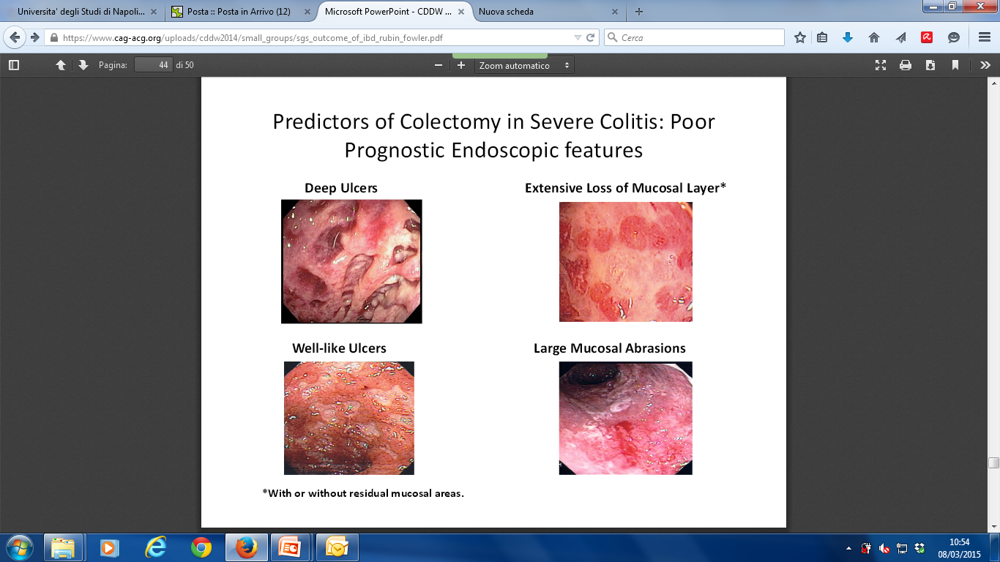 Universita' degli Studi di Napoli...
Posta :: Posta in Arrivo (12)
Microsoft PowerPoint - CDDW ...
Nuova scheda
https://www.cag-acg.org/uploads/cddw2014/small_groups/sgs_outcome_of_ibd_rubin_fowler.pdf
Cerca
Pagina: 44 di 50
Zoom automatico
Predictors of Colectomy in Severe Colitis: Poor
Prognostic Endoscopic features
Deep Ulcers
Extensive Loss of Mucosal Layer*
Well-like Ulcers
Large Mucosal Abrasions
*With or without residual mucosal areas.
10:54
08/03/2015